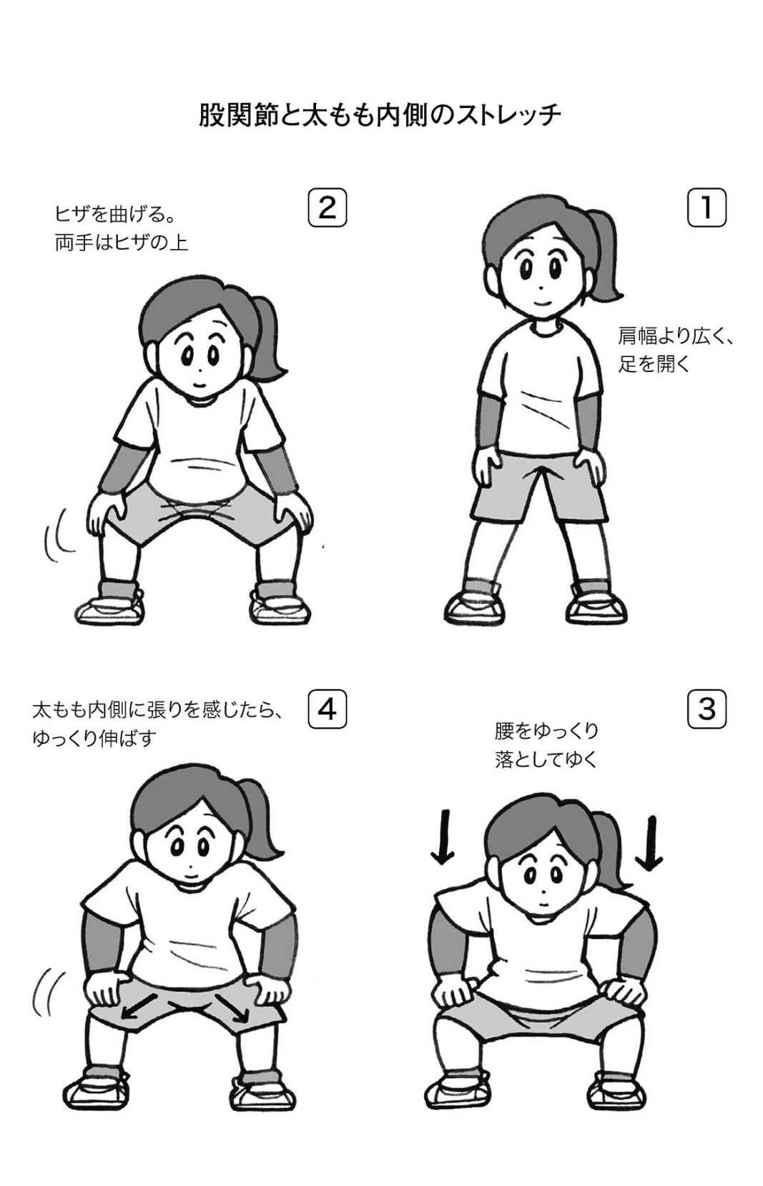 股関節と太もも内側のストレッチ
1
肩幅より広く、
足を開く
2
ヒザを曲げる。
両手はヒザの上
3
腰をゆっくり
落としてゆく
4
太もも内側に張りを感じたら、
ゆっくり伸ばす